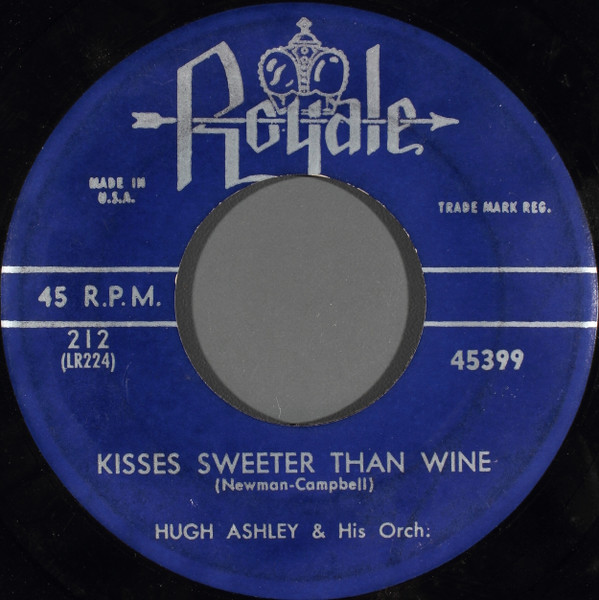 Royale
MADE IN
U.S.A.
TRADE MARK REG.
45 R.P.M.
212
(LR224)
45399
KISSES SWEETER THAN WINE
(Newman-Campbell)
HUGH ASHLEY & His Orch: